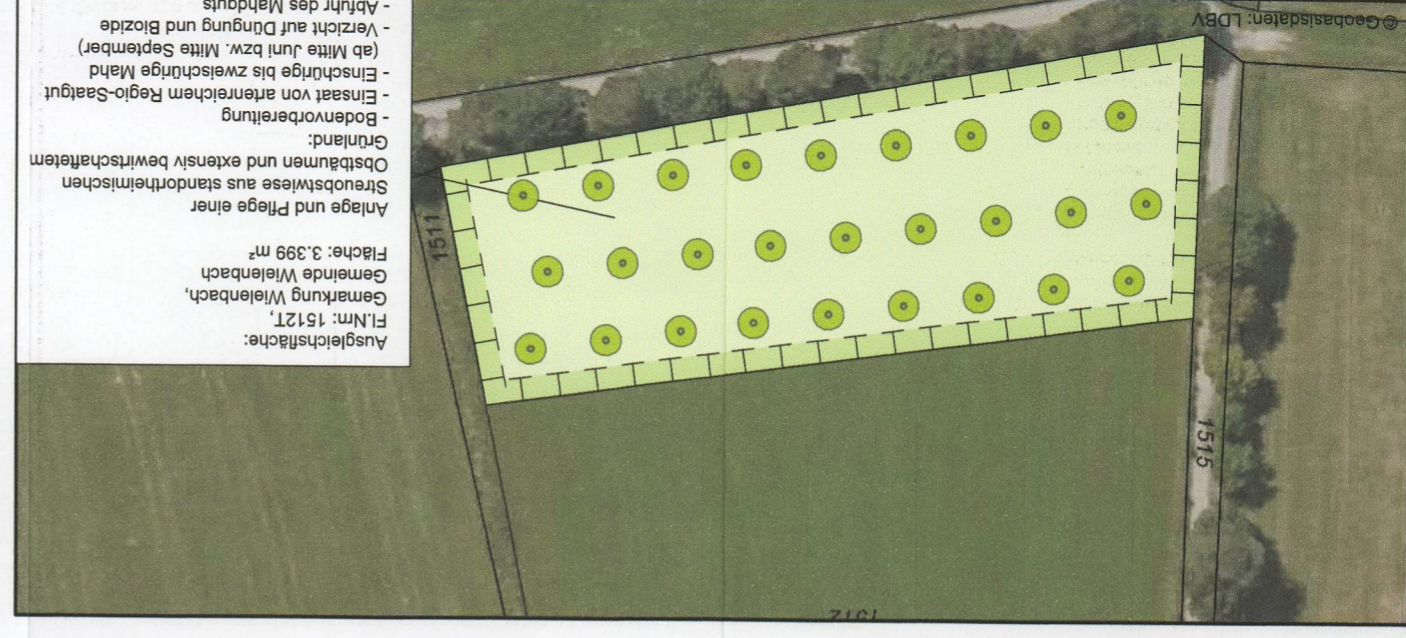 Ausgleichsfläche:
Fl.Nrn: 1512T,
Gemarkung Wielenbach,
Gemeinde Wielenbach
Fläche: 3.399 m²
Anlage und Pflege einer
Streuobstwiese aus standortheimischen
Obstbäumen und extensiv bewirtschaftetem
Grünland:
- Bodenvorbereitung
- Einsaat von artenreichem Regio-Saatgut
- Einschürige bis zweischürige Mahd
(ab Mitte Juni bzw. Mitte September)
- Verzicht auf Düngung und Biozide
- Abfuhr des Mahdguts
1512
1515
1511
© Geobasisdaten: LDBV